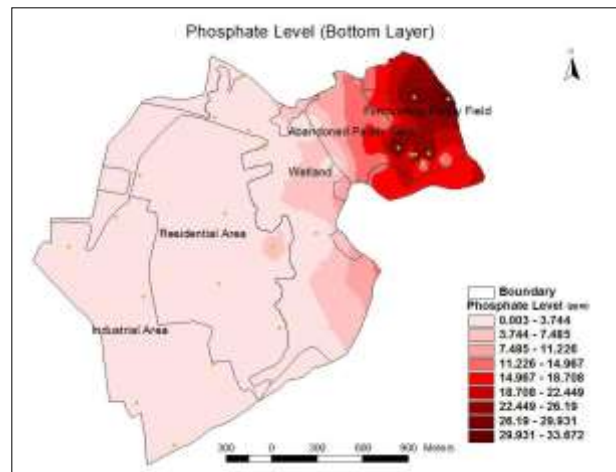 Phosphate Level (Bottom Layer)
Paddy Field
Abandoned Paddy
Wetland
Residential Area
Industrial Area
Boundary
Phosphate Level (ppm)
0.003 - 3.744
3.744 - 7.485
7.485 - 11.226
11.226 - 14.967
14.967 - 18.708
18.708 - 22.449
22.449 - 26.19
26.19 - 29.931
29.931 - 33.672
300 0 300 600 900 Meters